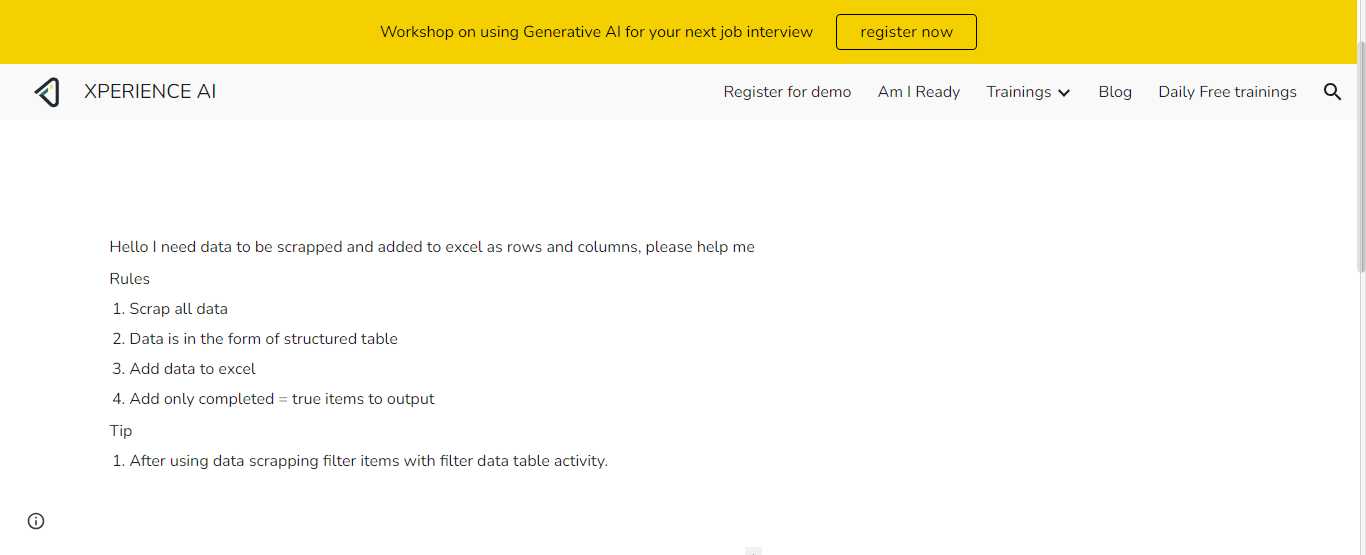 Workshop on using Generative AI for your next job interview register now
XPERIENCE AI Register for demo Am I Ready Trainings Blog Daily Free trainings
Hello I need data to be scrapped and added to excel as rows and columns, please help me
Rules
1. Scrap all data
2. Data is in the form of structured table
3. Add data to excel
4. Add only completed = true items to output
Tip
1. After using data scrapping filter items with filter data table activity.